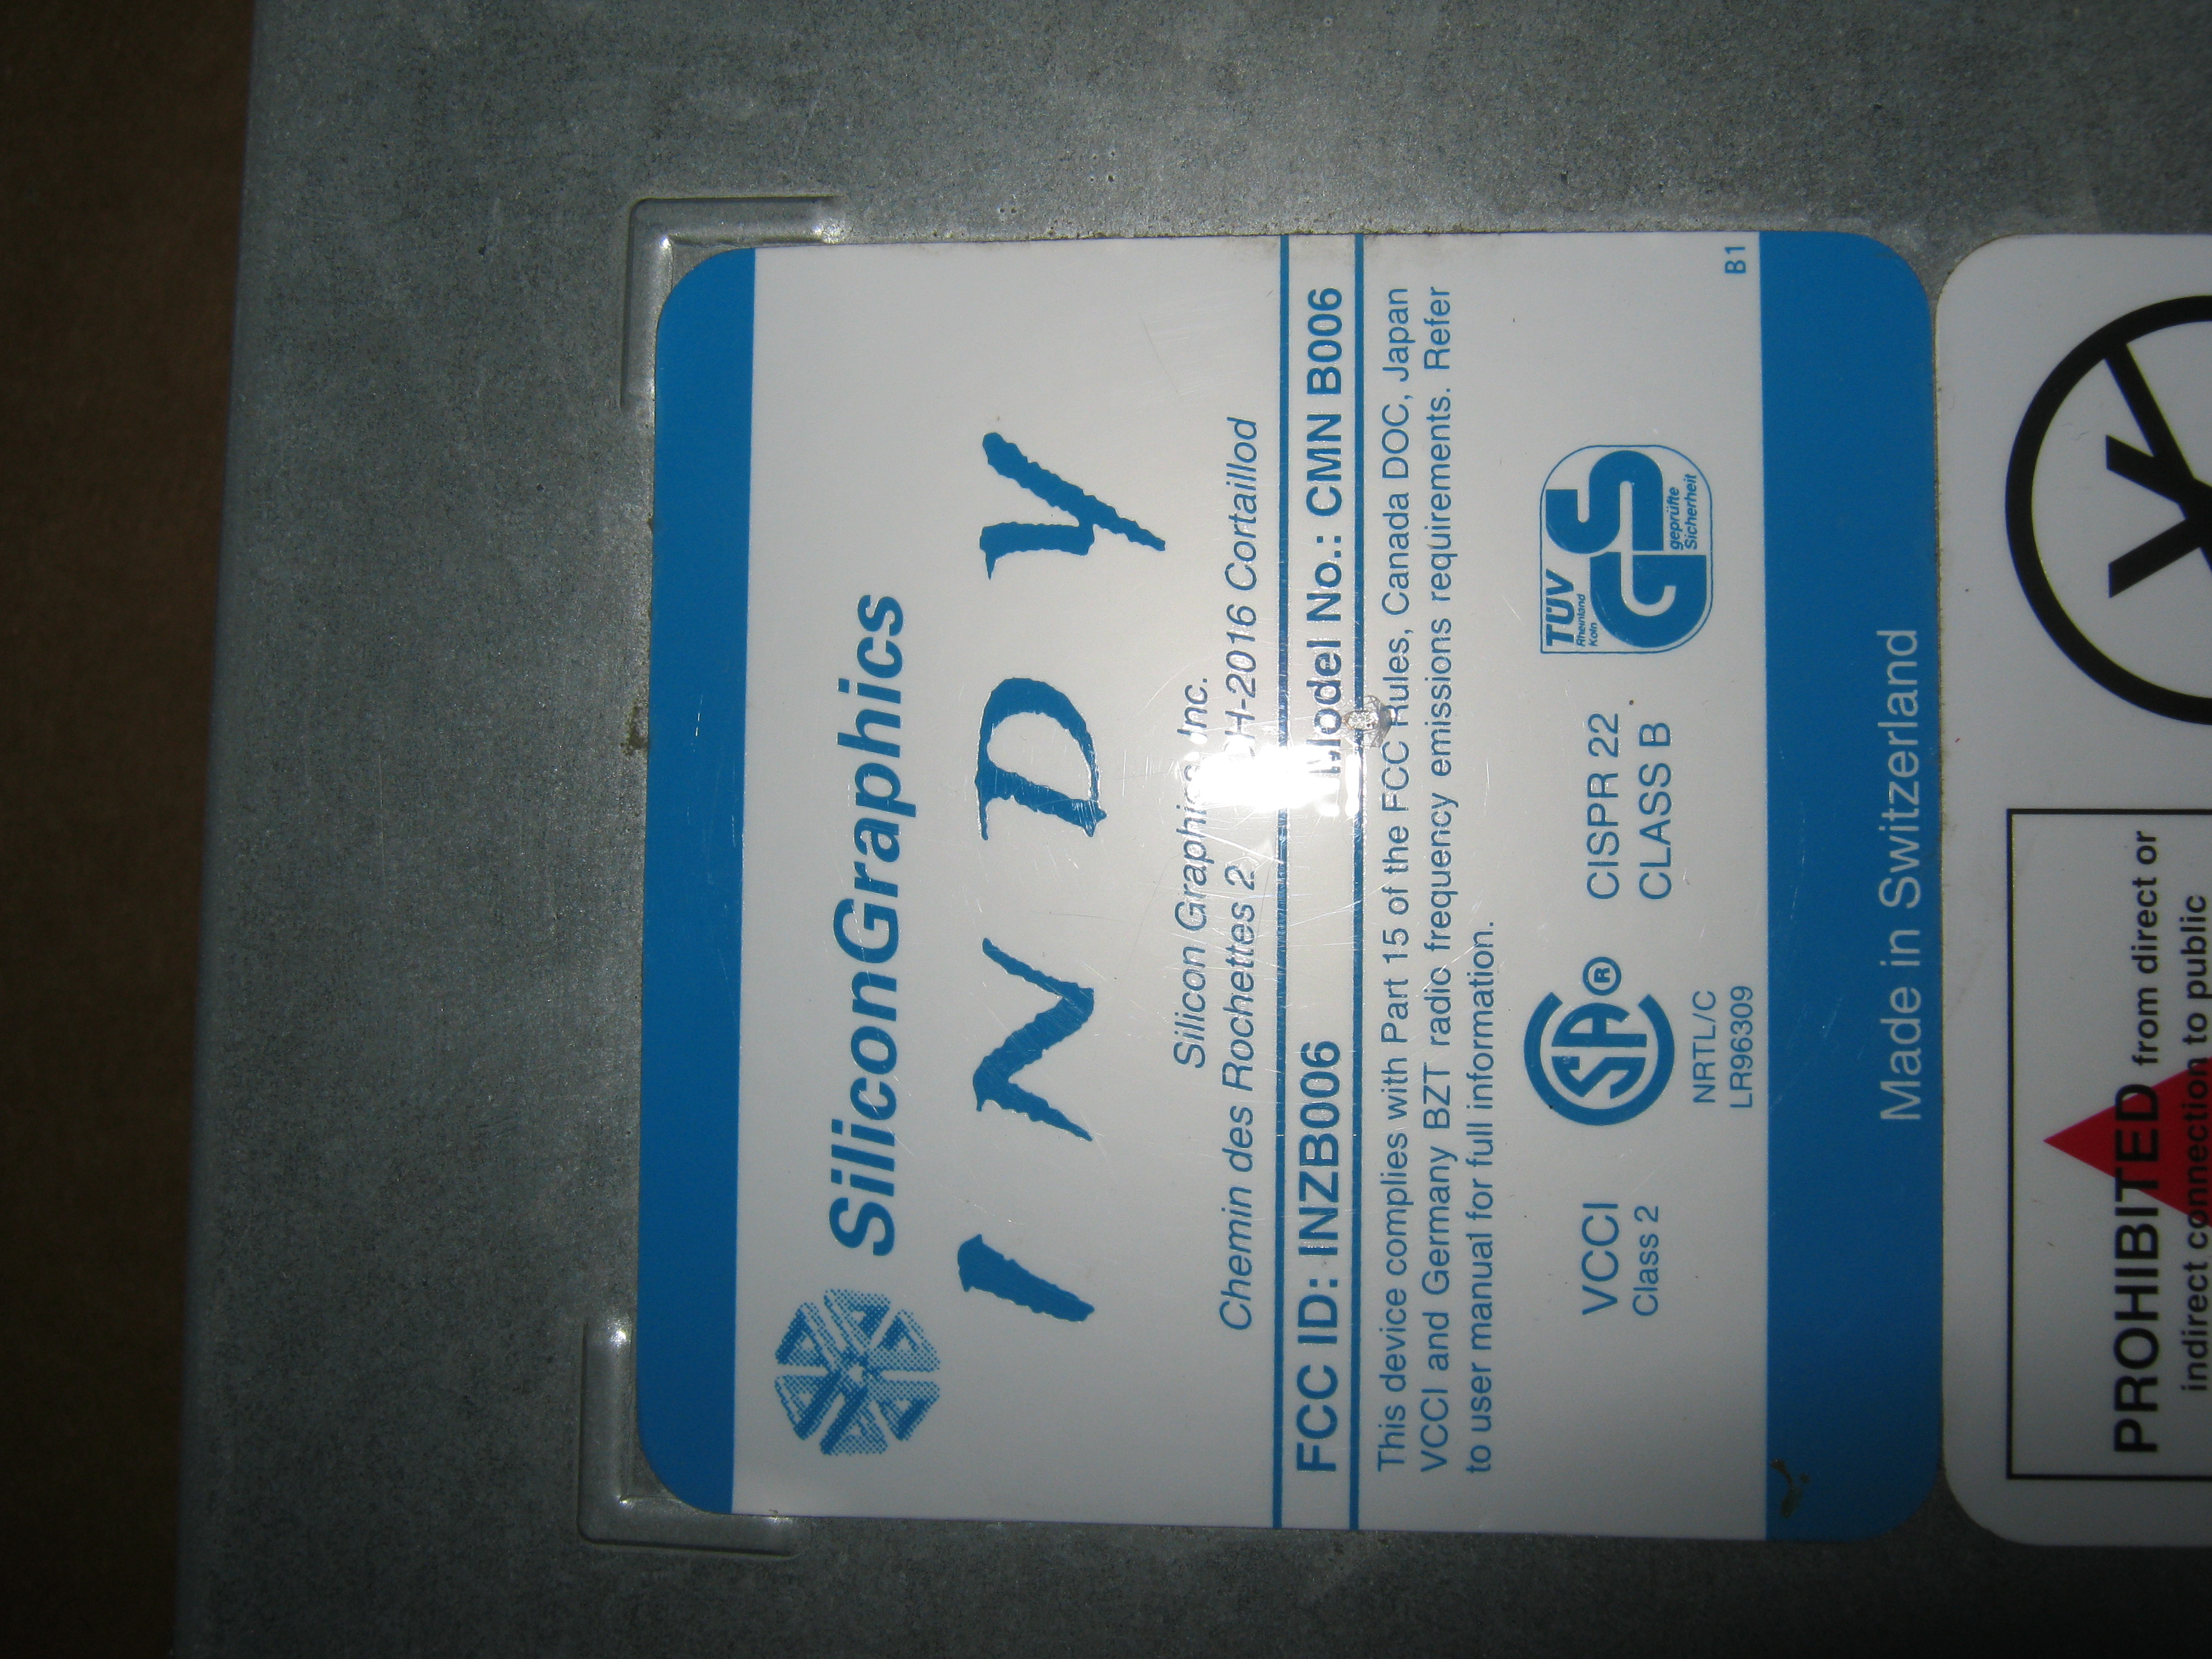 SiliconGraphics
INDY
Silicon Graphics, Inc.
Chemin des Rochettes 2 CH-2016 Cortaillod
FCC ID: INZB006 Model No.: CMN B006
This device complies with Part 15 of the FCC Rules, Canada DOC, Japan
VCCI and Germany BZT radio frequency emissions requirements. Refer
to user manual for full information.
VCCI
Class 2
SA ®
NRTL/C
LR96309
CISPR 22
CLASS B
TÜV
Rheinland
Köln
GS
geprüfte
Sicherheit
B1
Made in Switzerland
PROHIBITED from direct or
indirect connection to public